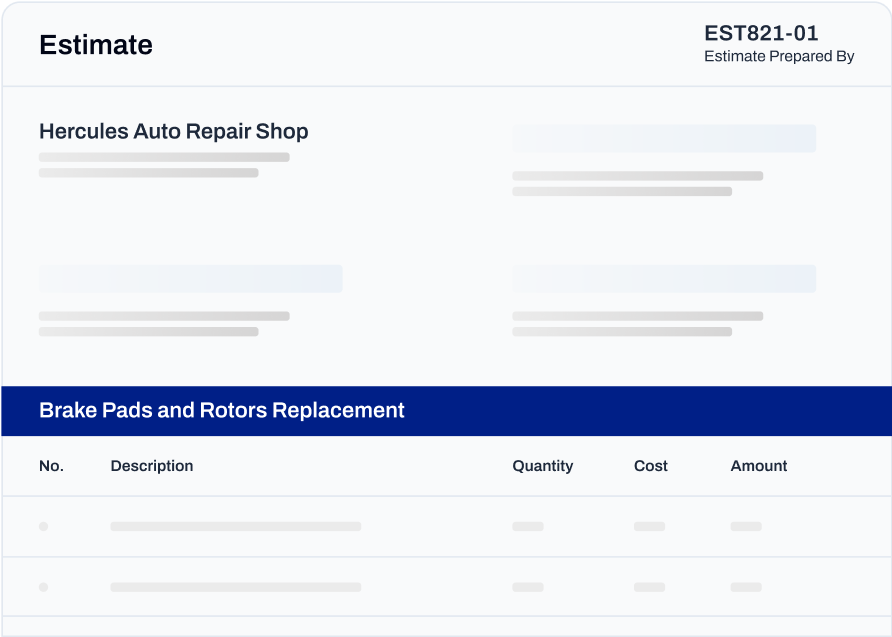 Estimate
EST821-01
Estimate Prepared By
Hercules Auto Repair Shop
Brake Pads and Rotors Replacement
No. Description Quantity Cost Amount